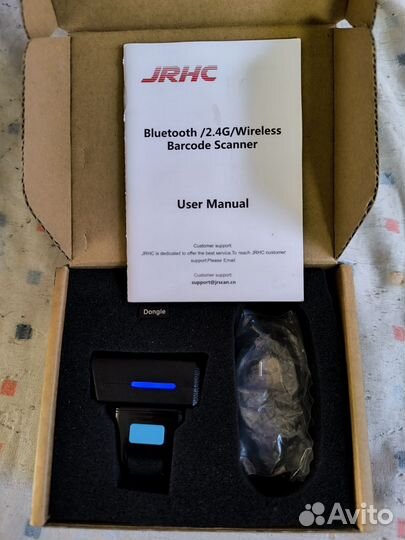 JRHC
Bluetooth /2.4G/Wireless
Barcode Scanner
User Manual
Customer support:
JRHC is dedicated to offer the best service.To reach JRHC customer
support,Please Email:
Customer support:
support@jrscan.cn
Dongle
Avito